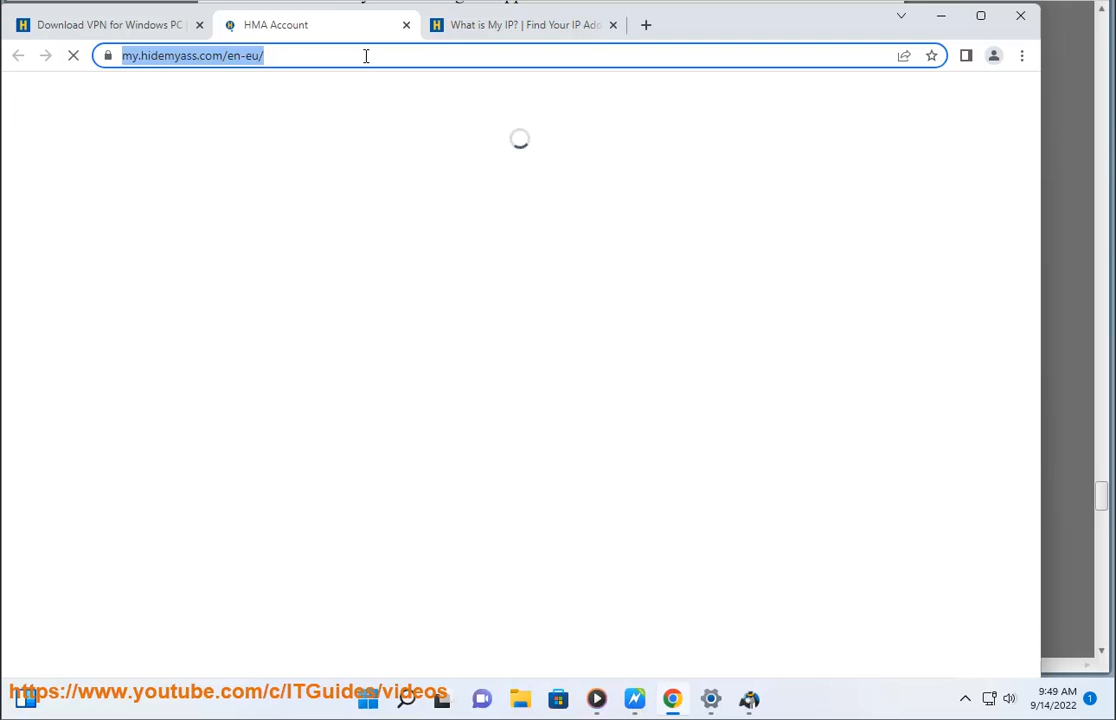 Download VPN for Windows PC
HMA Account
What is My IP? | Find Your IP Add
my.hidemyass.com/en-eu/
https://www.youtube.com/c/ITGuides/videos
9:49 AM
9/14/2022
1